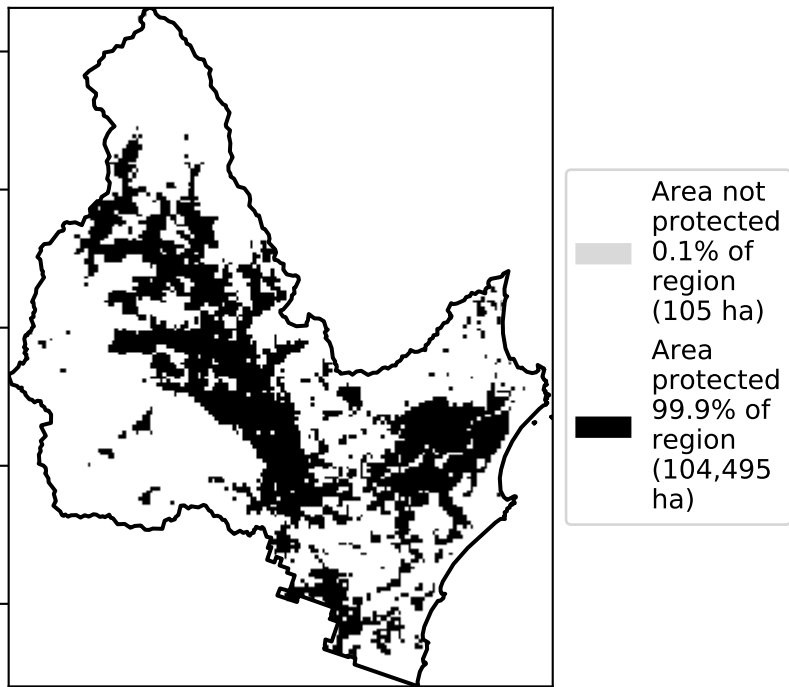 Area not
protected
0.1% of
region
(105 ha)
Area
protected
99.9% of
region
(104,495
ha)